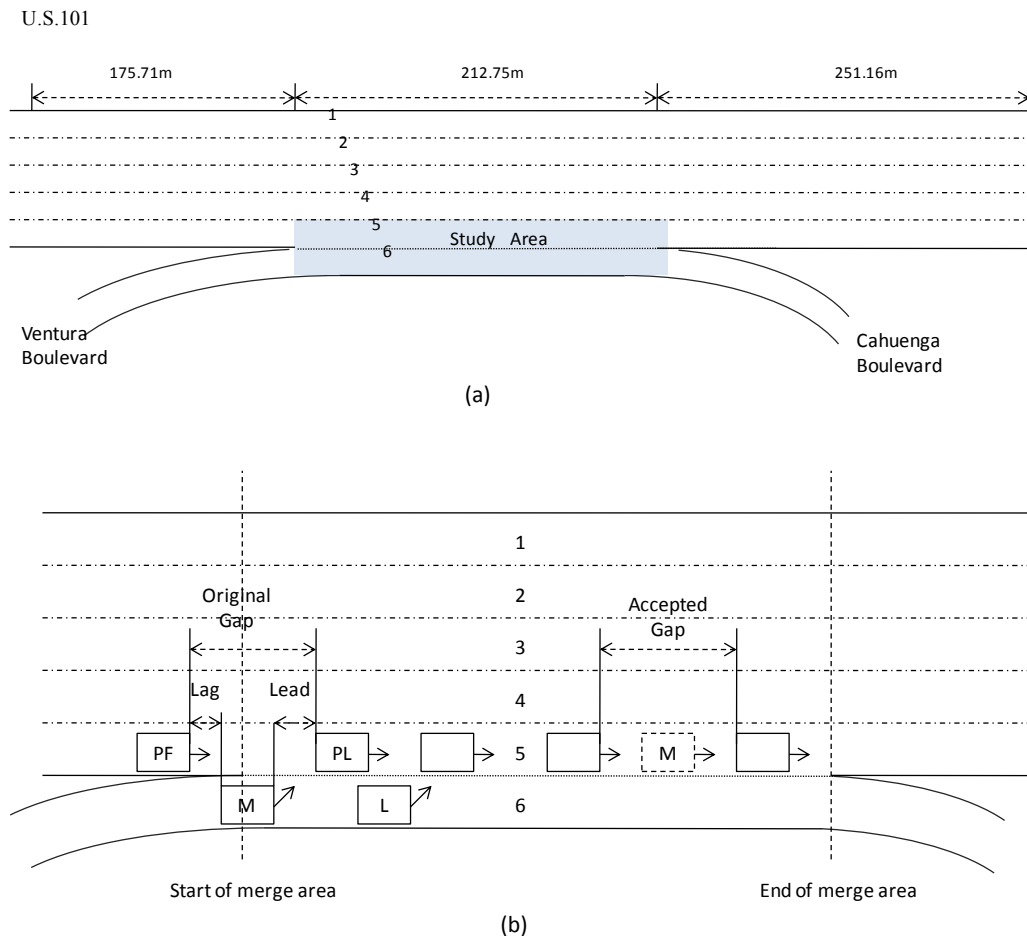 U.S.101
175.71m 212.75m 251.16m
1
2
3
4
5
Study Area
6
Ventura
Boulevard
Cahuenga
Boulevard
(a)
1
2
Original
Gap
Accepted
Gap
3
Lag Lead
4
PF PL 5 M
M L 6
Start of merge area End of merge area
(b)